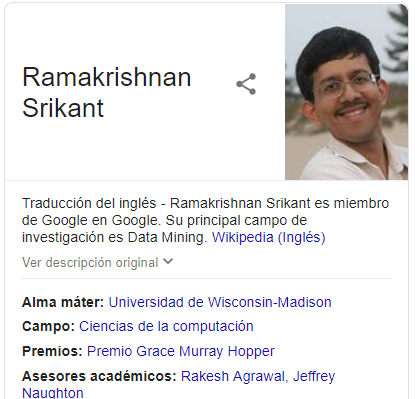 Ramakrishnan
Srikant
Traducción del inglés - Ramakrishnan Srikant es miembro
de Google en Google. Su principal campo de
investigación es Data Mining. Wikipedia (Inglés)
Ver descripción original
Alma máter: Universidad de Wisconsin-Madison
Campo: Ciencias de la computación
Premios: Premio Grace Murray Hopper
Asesores académicos: Rakesh Agrawal, Jeffrey
Naughton